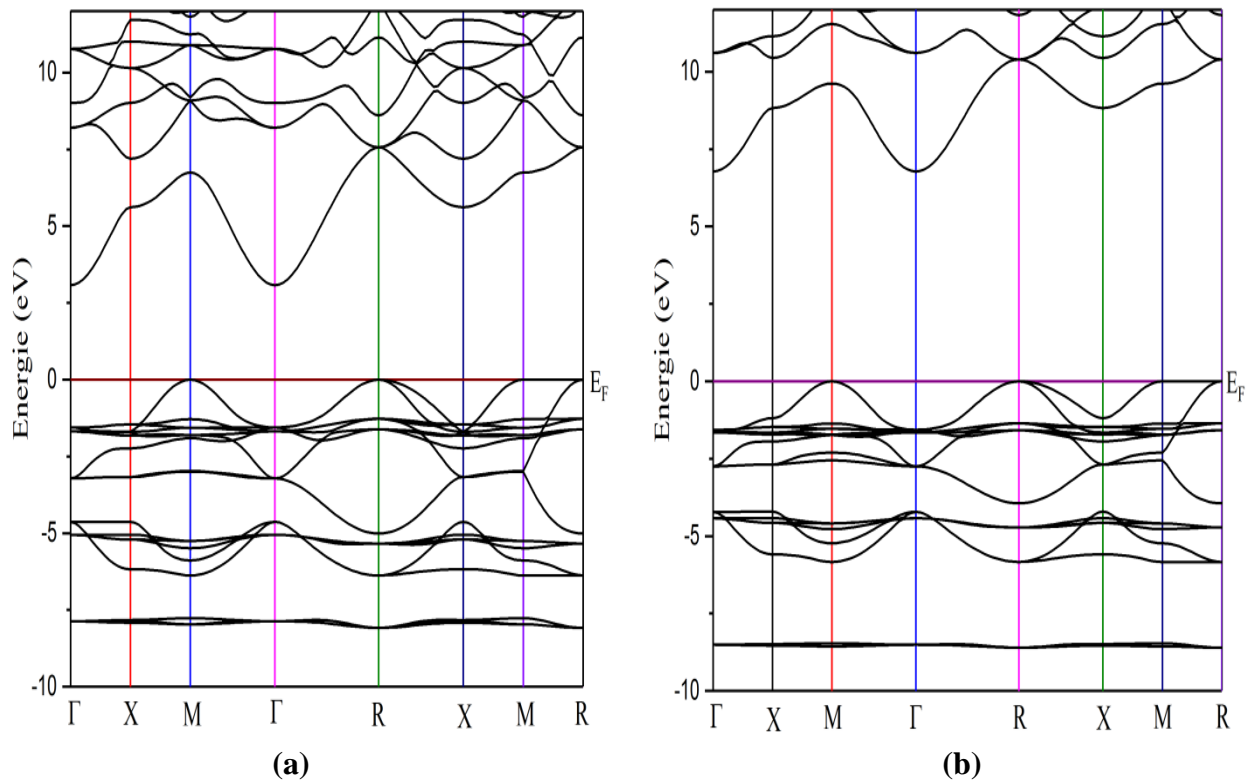 Energie (eV)
10
5
0
-5
-10
E_F
Γ X M Γ R X M R
(a)
Energie (eV)
10
5
0
-5
-10
E_F
Γ X M Γ R X M R
(b)